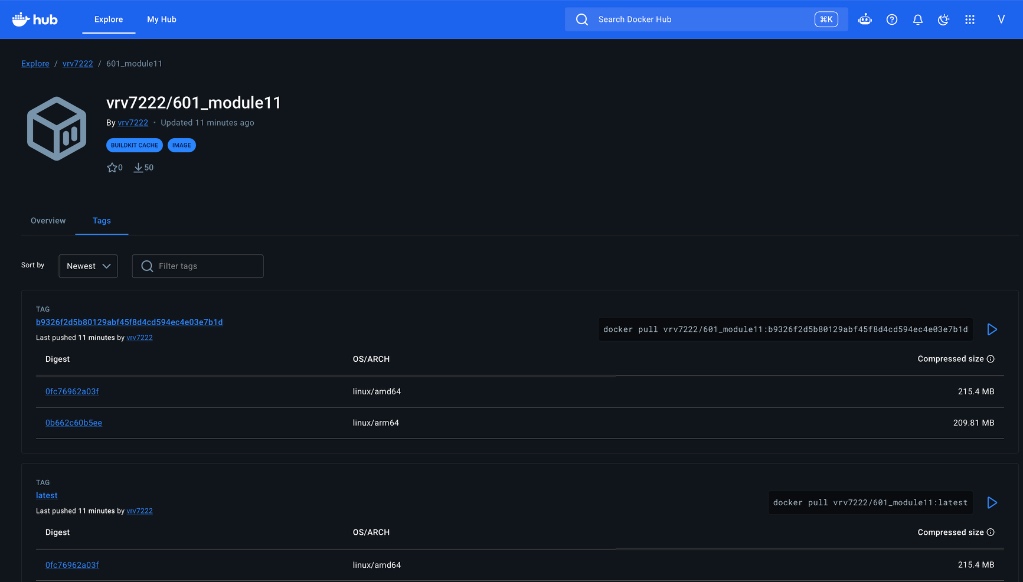 hub
Explore
My Hub
Search Docker Hub
⌘K
V
Explore / vrv7222 / 601_module11
vrv7222/601_module11
By vrv7222 · Updated 11 minutes ago
BUILDKIT CACHE
IMAGE
0
50
Overview
Tags
Sort by
Newest
Filter tags
TAG
b9326f2d5b80129abf45f8d4cd594ec4e03e7b1d
Last pushed 11 minutes by vrv7222
docker pull vrv7222/601_module11:b9326f2d5b80129abf45f8d4cd594ec4e03e7b1d
Digest OS/ARCH Compressed size
0fc76962a03f linux/amd64 215.4 MB
0b662c60b5ee linux/arm64 209.81 MB
TAG
latest
Last pushed 11 minutes by vrv7222
docker pull vrv7222/601_module11:latest
Digest OS/ARCH Compressed size
0fc76962a03f linux/amd64 215.4 MB